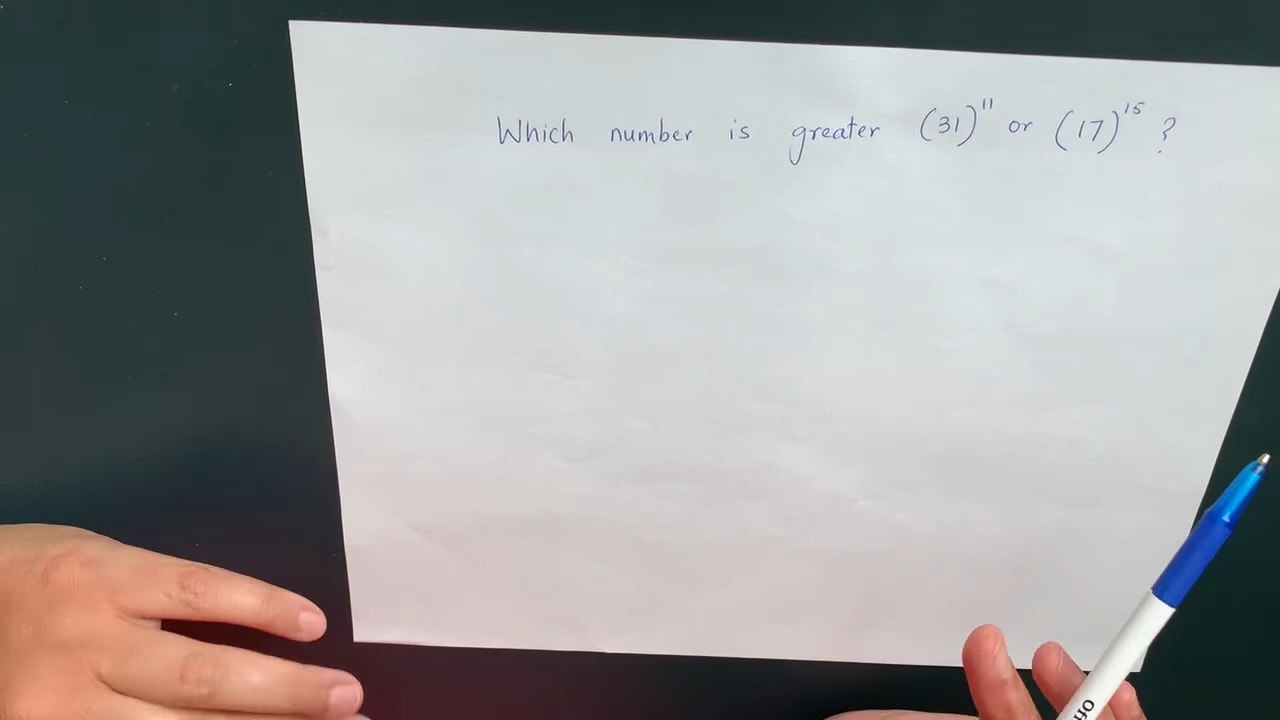 Which number is greater (31)^11 or (17)^15 ?